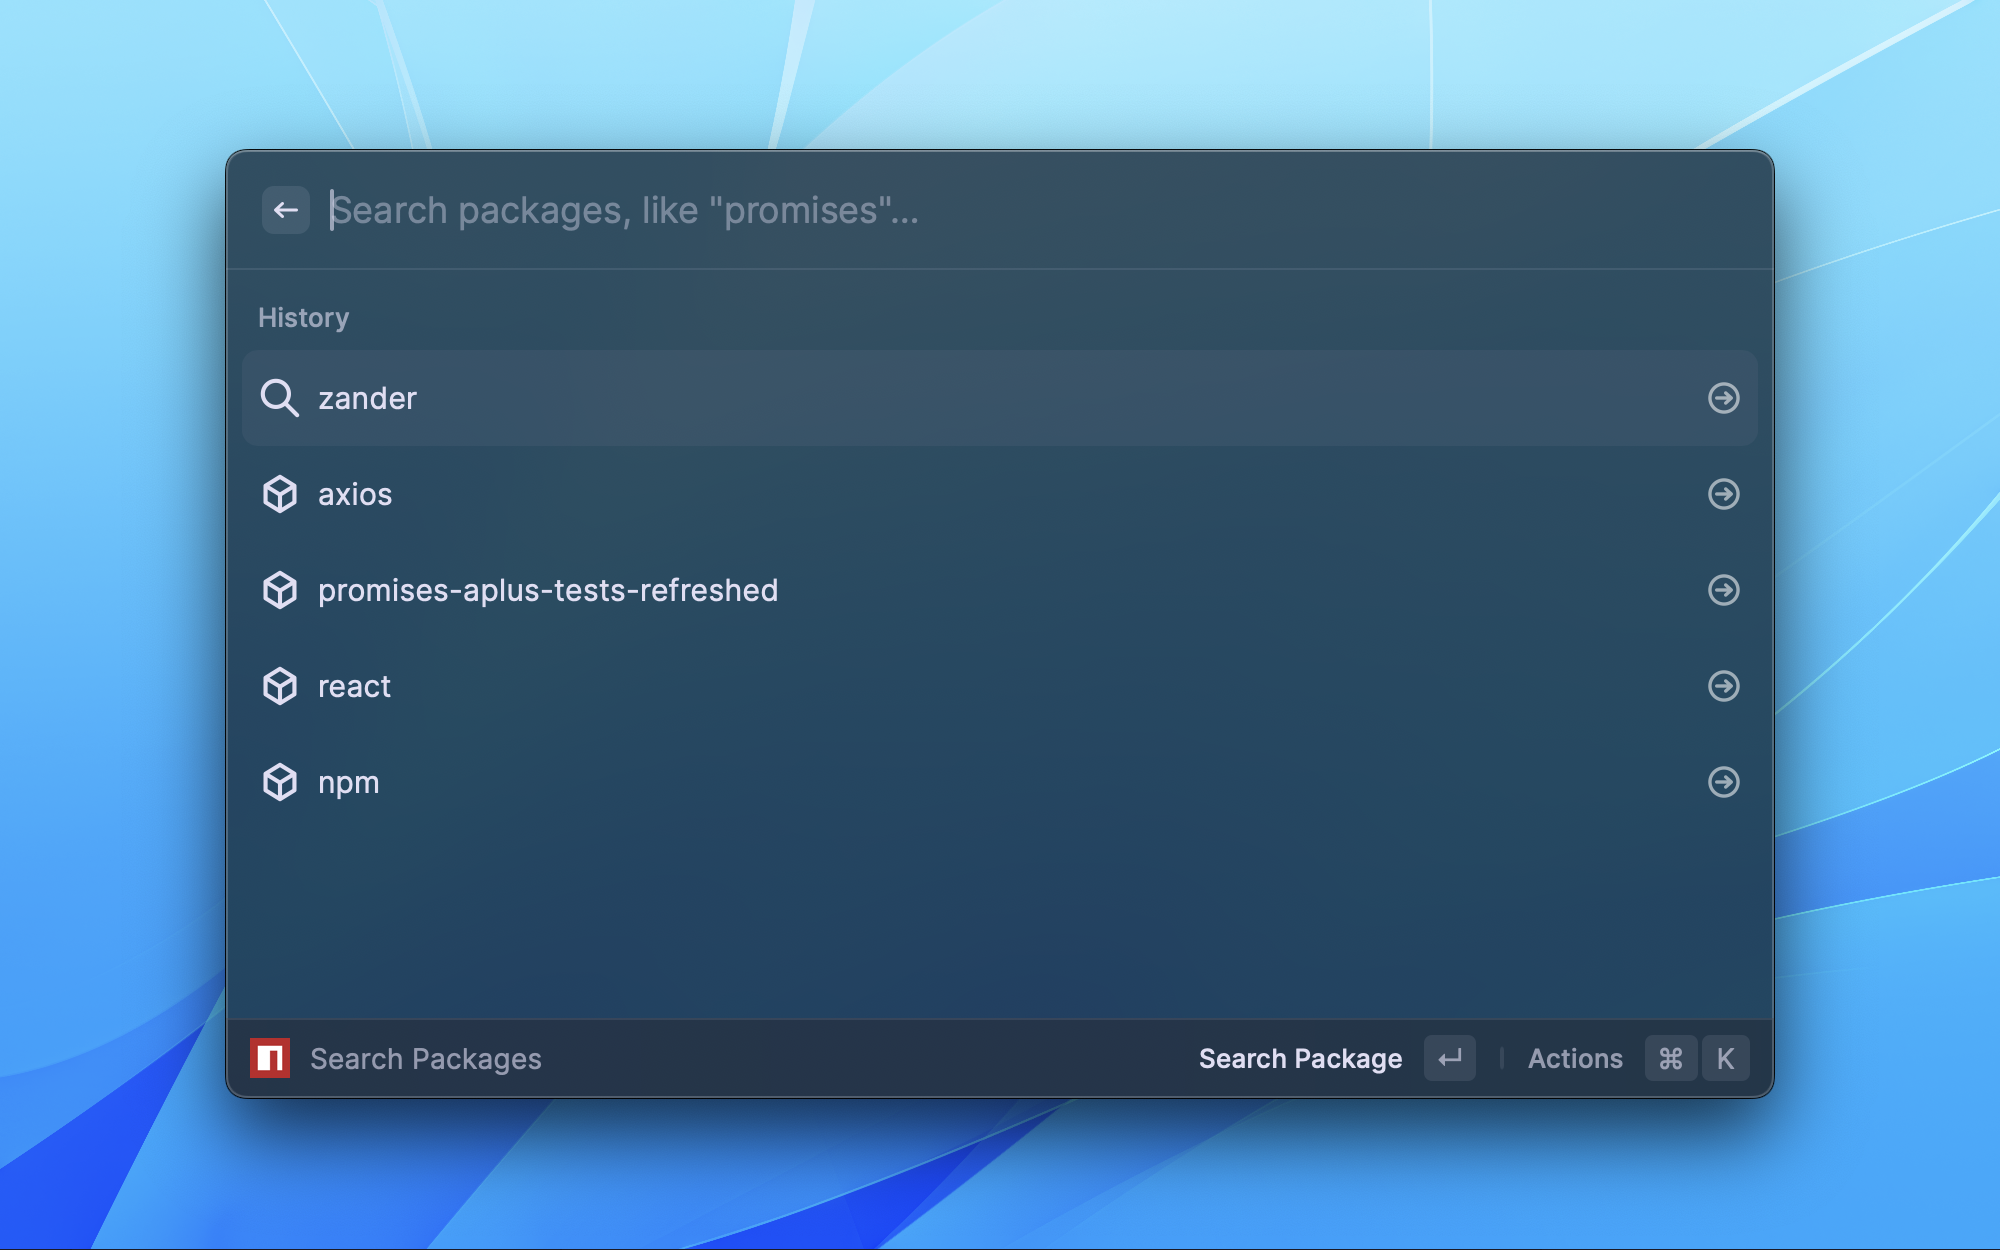 Search packages, like "promises"...
History
zander
axios
promises-aplus-tests-refreshed
react
npm
Search Packages
Search Package
Actions ⌘ K